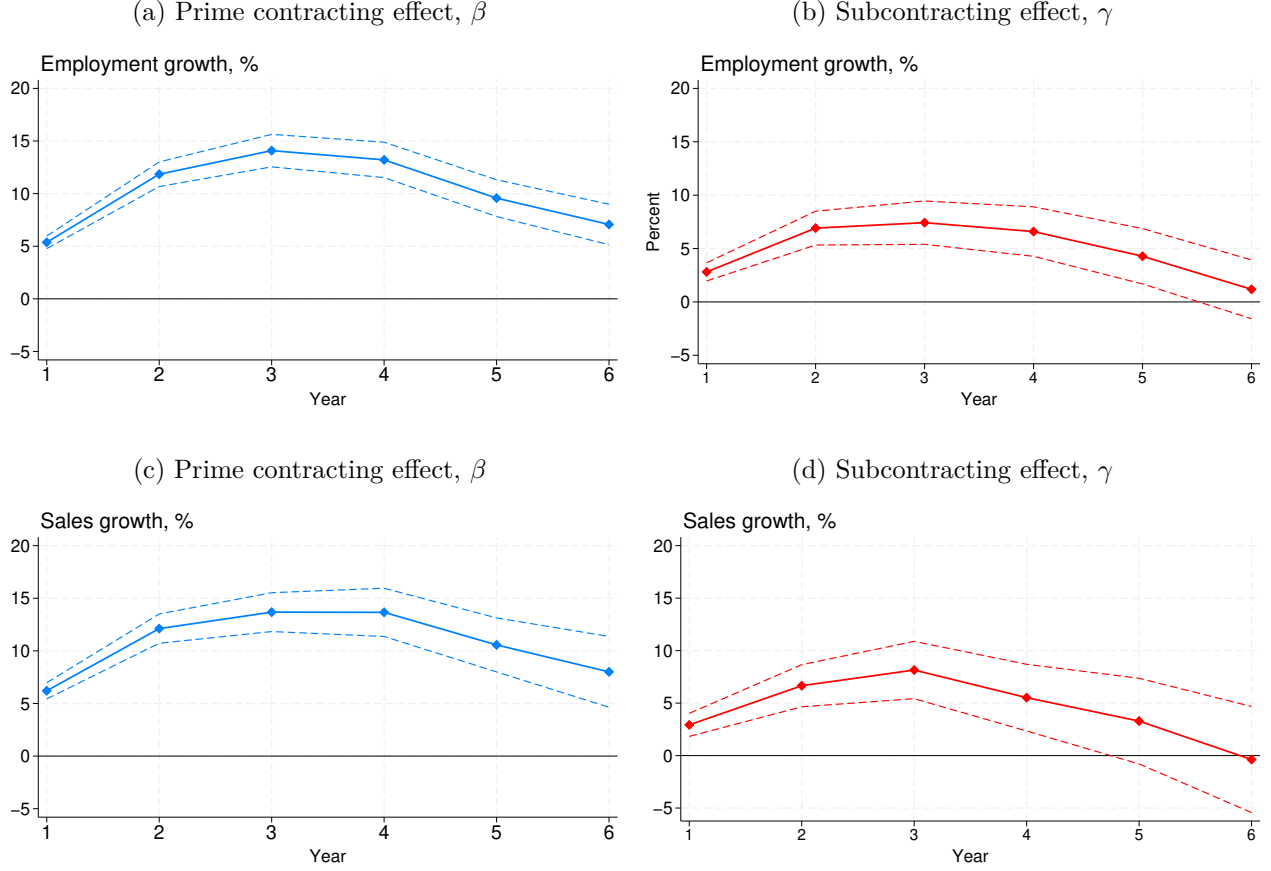 (a) Prime contracting effect, β
Employment growth, %
20
15
10
5
0
−5
1 2 3 4 5 6
Year
(b) Subcontracting effect, γ
Employment growth, %
Percent
20
15
10
5
0
−5
1 2 3 4 5 6
Year
(c) Prime contracting effect, β
Sales growth, %
20
15
10
5
0
−5
1 2 3 4 5 6
Year
(d) Subcontracting effect, γ
Sales growth, %
20
15
10
5
0
−5
1 2 3 4 5 6
Year